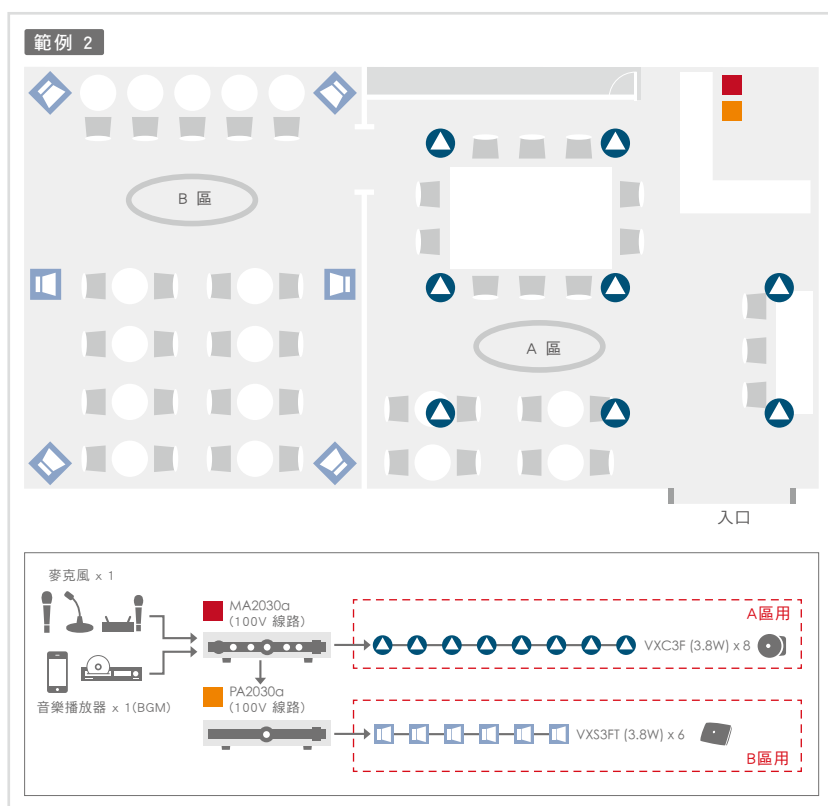 範例 2
B 區
A 區
入口
麥克風 x 1
MA2030a
(100V 線路)
A區用
VXC3F (3.8W) x 8
音樂播放器 x 1(BGM)
PA2030a
(100V 線路)
VXS3FT (3.8W) x 6
B區用